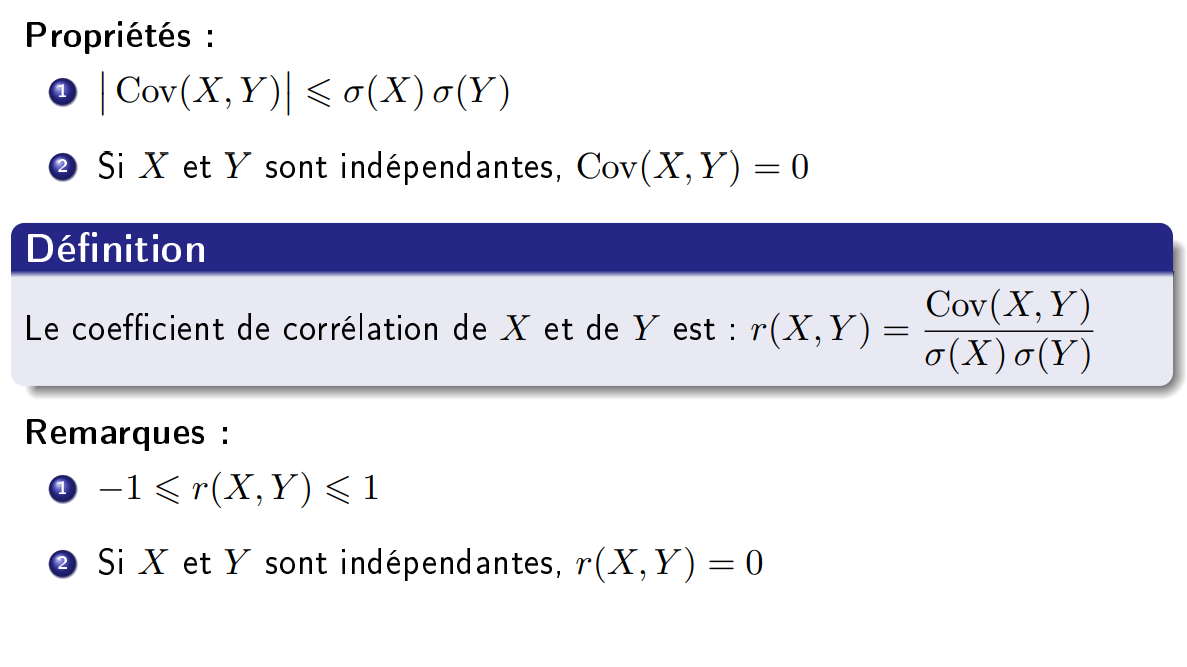 Propriétés :
1 |Cov(X, Y)| ⩽ σ(X) σ(Y)
2 Si X et Y sont indépendantes, Cov(X, Y) = 0
Définition
Le coefficient de corrélation de X et de Y est : r(X, Y) = Cov(X, Y) / σ(X) σ(Y)
Remarques :
1 −1 ⩽ r(X, Y) ⩽ 1
2 Si X et Y sont indépendantes, r(X, Y) = 0